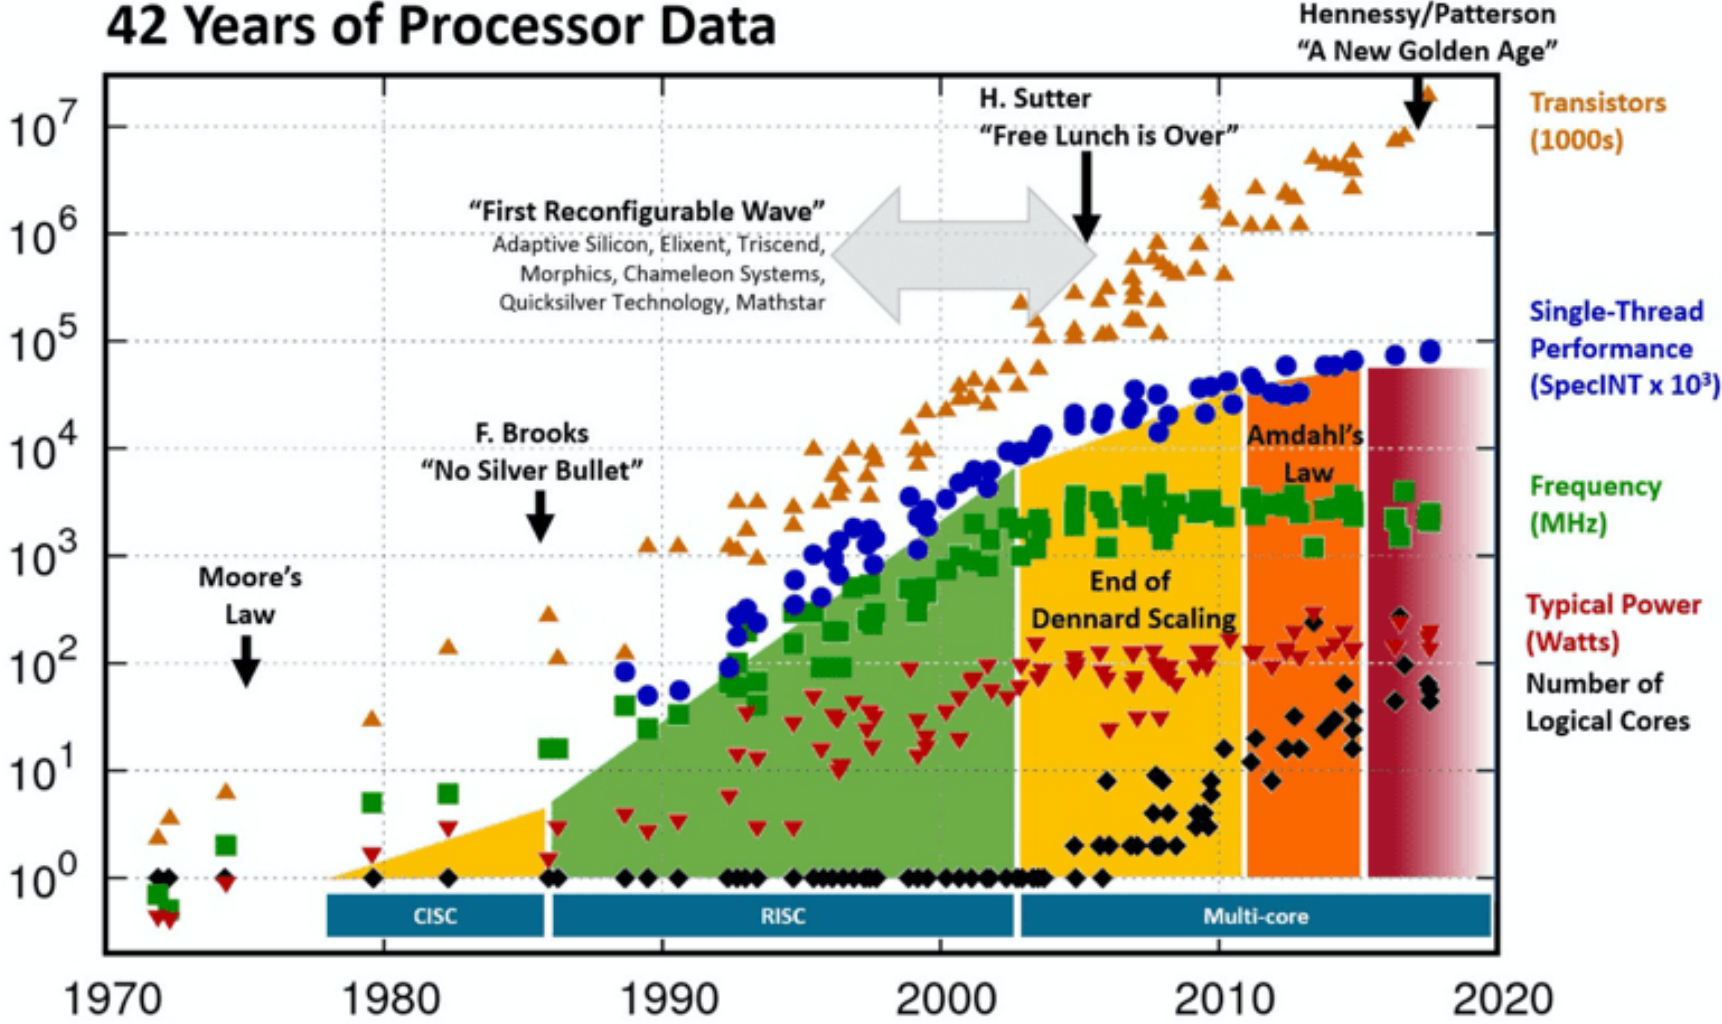 42 Years of Processor Data
Hennessy/Patterson
“A New Golden Age”
H. Sutter
“Free Lunch is Over”
“First Reconfigurable Wave”
Adaptive Silicon, Elixent, Triscend,
Morphics, Chameleon Systems,
Quicksilver Technology, Mathstar
F. Brooks
“No Silver Bullet”
Moore’s
Law
Amdahl’s
Law
End of
Dennard Scaling
10⁷
10⁶
10⁵
10⁴
10³
10²
10¹
10⁰
Transistors
(1000s)
Single-Thread
Performance
(SpecINT x 10³)
Frequency
(MHz)
Typical Power
(Watts)
Number of
Logical Cores
CISC
RISC
Multi-core
1970
1980
1990
2000
2010
2020